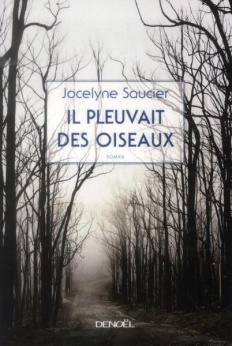 Jocelyne Saucier
IL PLEUVAIT
DES OISEAUX
ROMAN
DENOËL